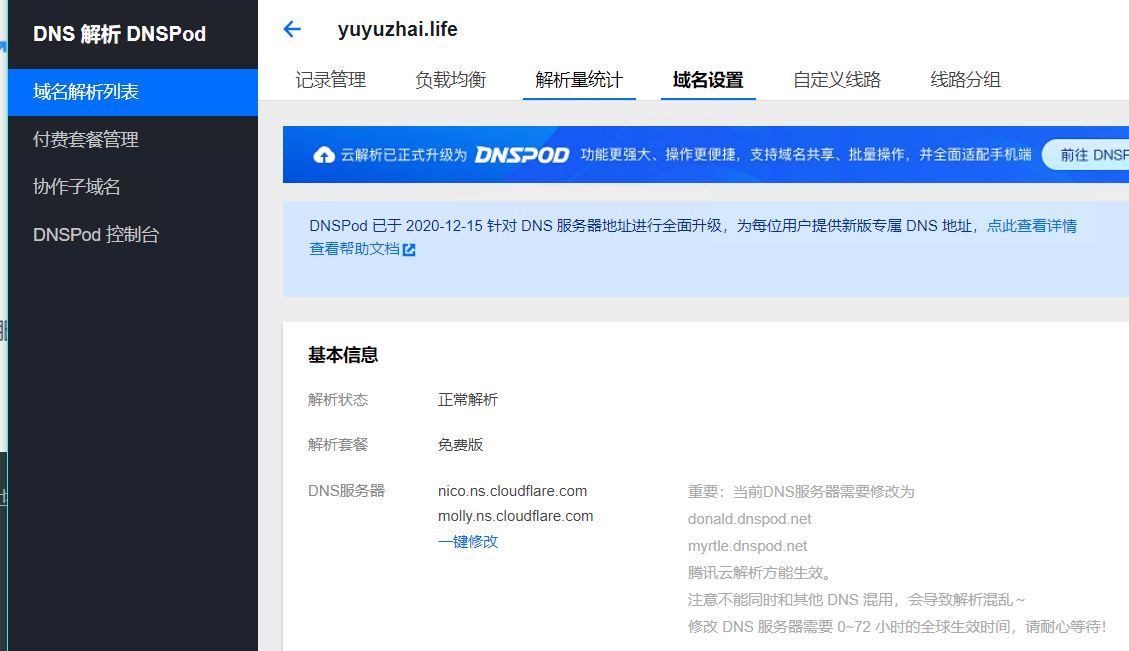 DNS 解析 DNSPod
域名解析列表
付费套餐管理
协作子域名
DNSPod 控制台
yuyuzhai.life
记录管理 负载均衡 解析量统计 域名设置 自定义线路 线路分组
云解析已正式升级为 DNSPOD 功能更强大、操作更便捷，支持域名共享、批量操作，并全面适配手机端 前往
DNSPod 已于 2020-12-15 针对 DNS 服务器地址进行全面升级，为每位用户提供新版专属 DNS 地址，点此查看详情
查看帮助文档
基本信息
解析状态 正常解析
解析套餐 免费版
DNS服务器 nico.ns.cloudflare.com 重要：当前DNS服务器需要修改为
molly.ns.cloudflare.com donald.dnspod.net
一键修改 myrtle.dnspod.net
腾讯云解析方能生效。
注意不能同时和其他 DNS 混用，会导致解析混乱～
修改 DNS 服务器需要 0~72 小时的全球生效时间，请耐心等待！